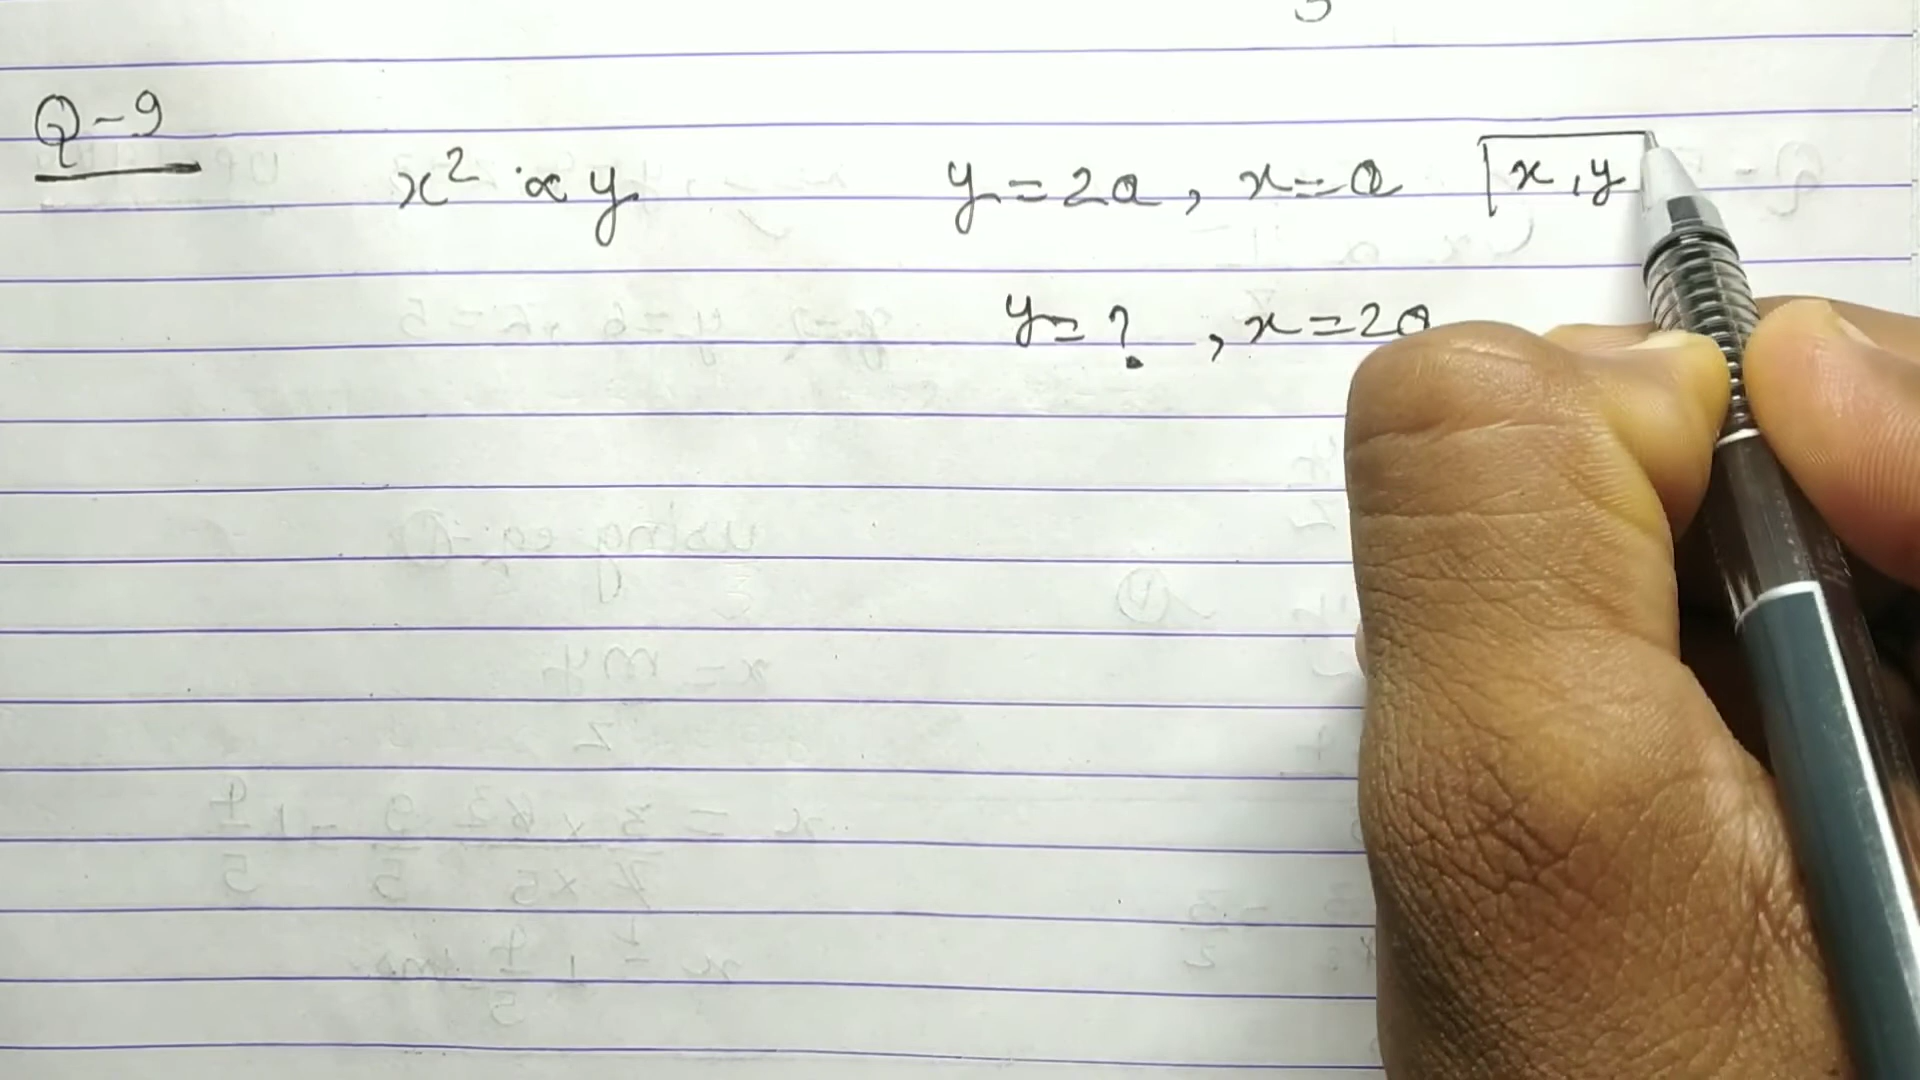 Q-9
x² ∝ y y = 2a, x = a x, y
y = ?, x = 2a